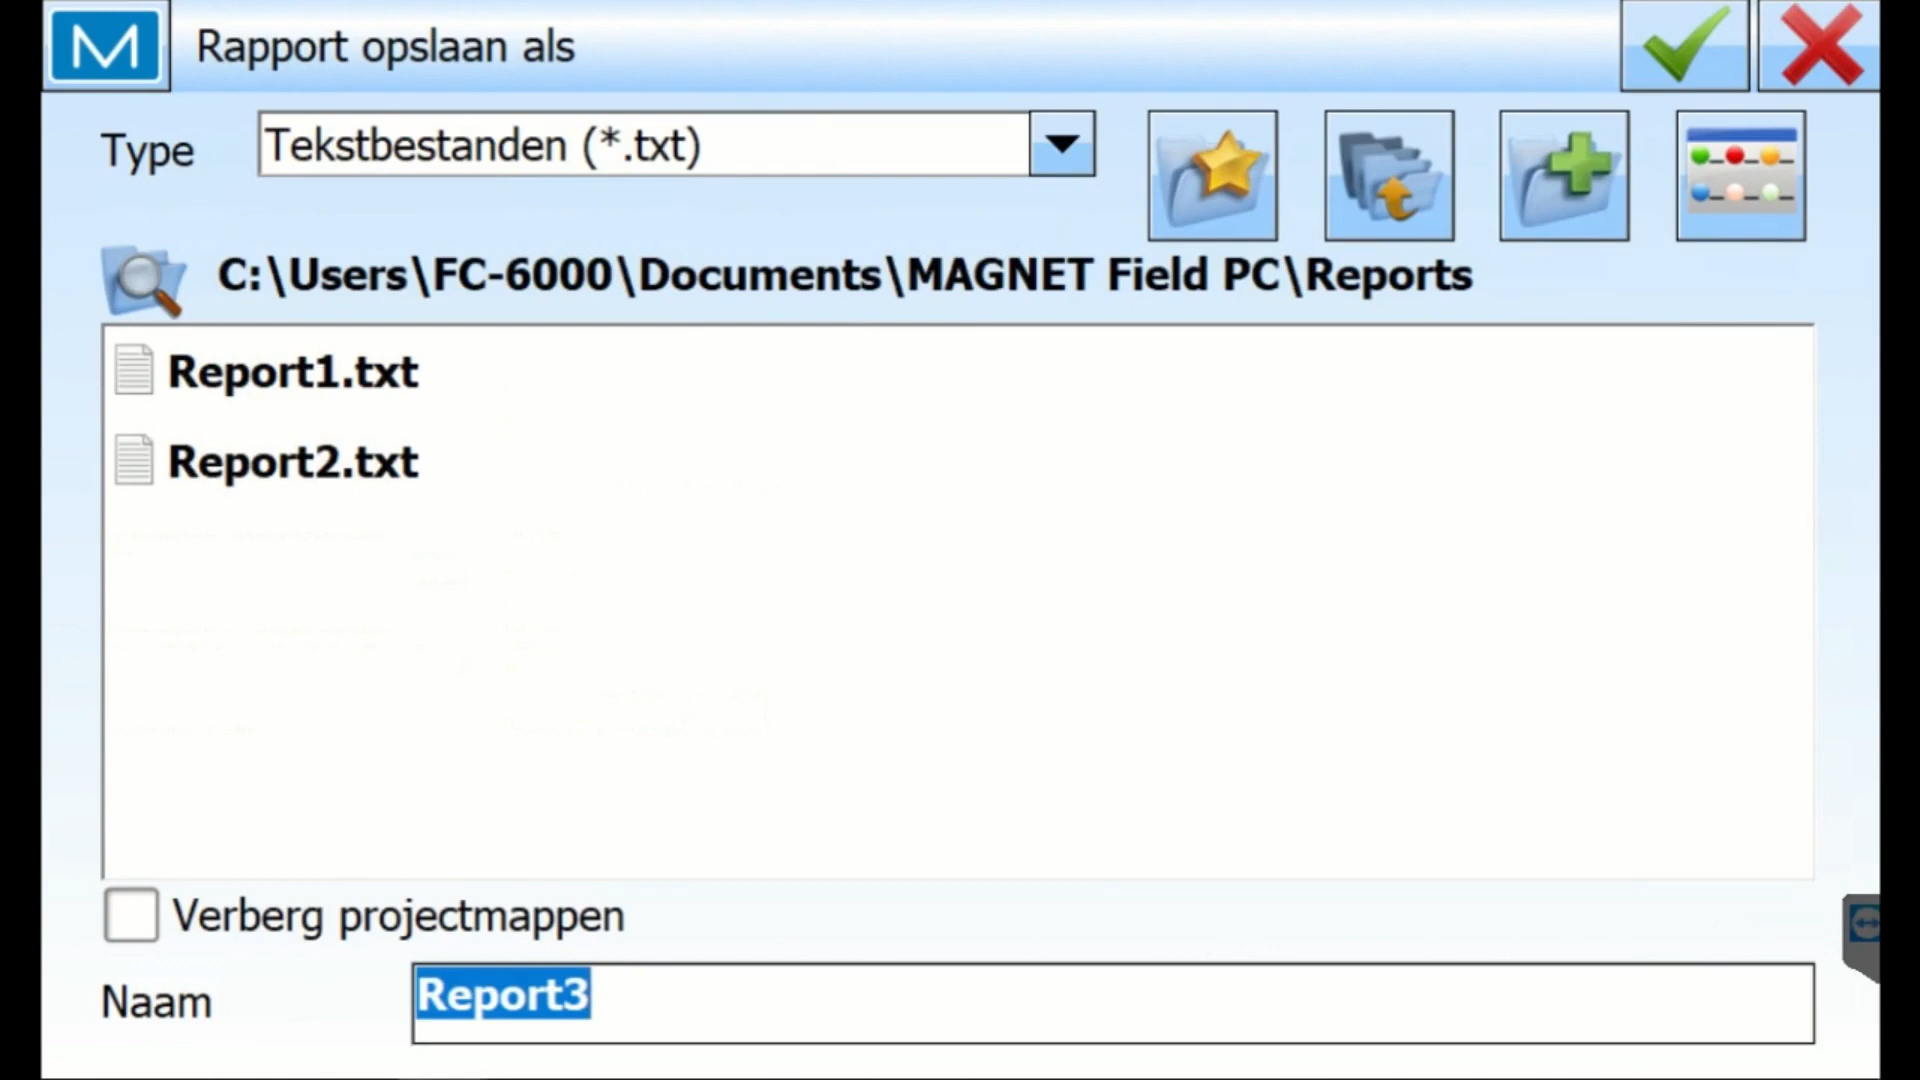 Rapport opslaan als
Type
Tekstbestanden (*.txt)
C:\Users\FC-6000\Documents\MAGNET Field PC\Reports
Report1.txt
Report2.txt
Verberg projectmappen
Naam
Report3